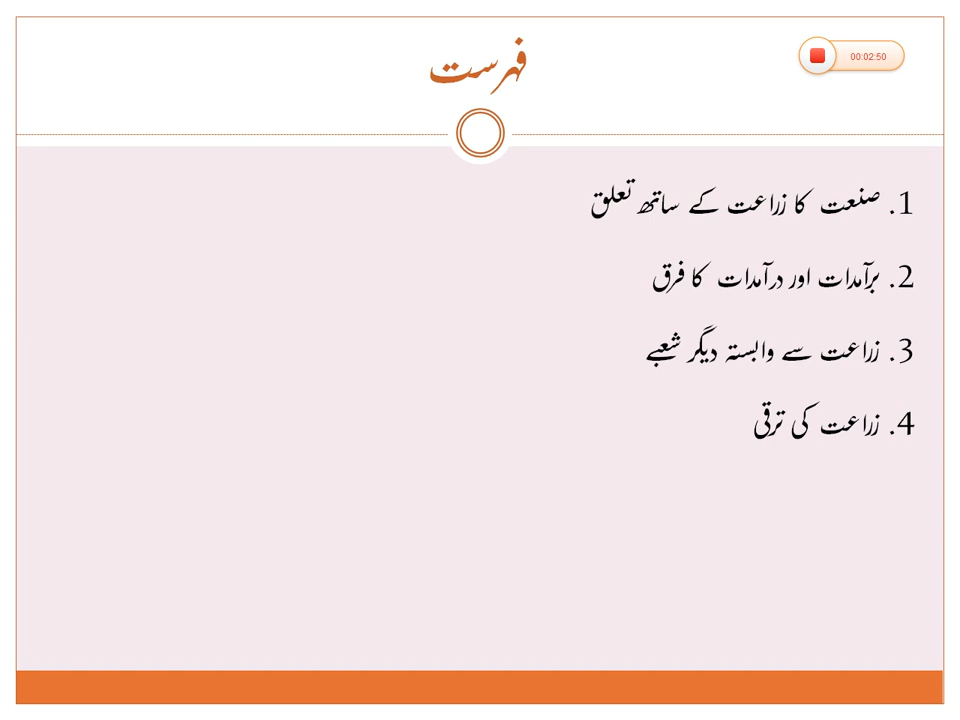 فہرست
00:02:50
1. صنعت کا زراعت کے ساتھ تعلق
2. برآمدات اور درآمدات کا فرق
3. زراعت سے وابستہ دیگر شعبے
4. زراعت کی ترقی